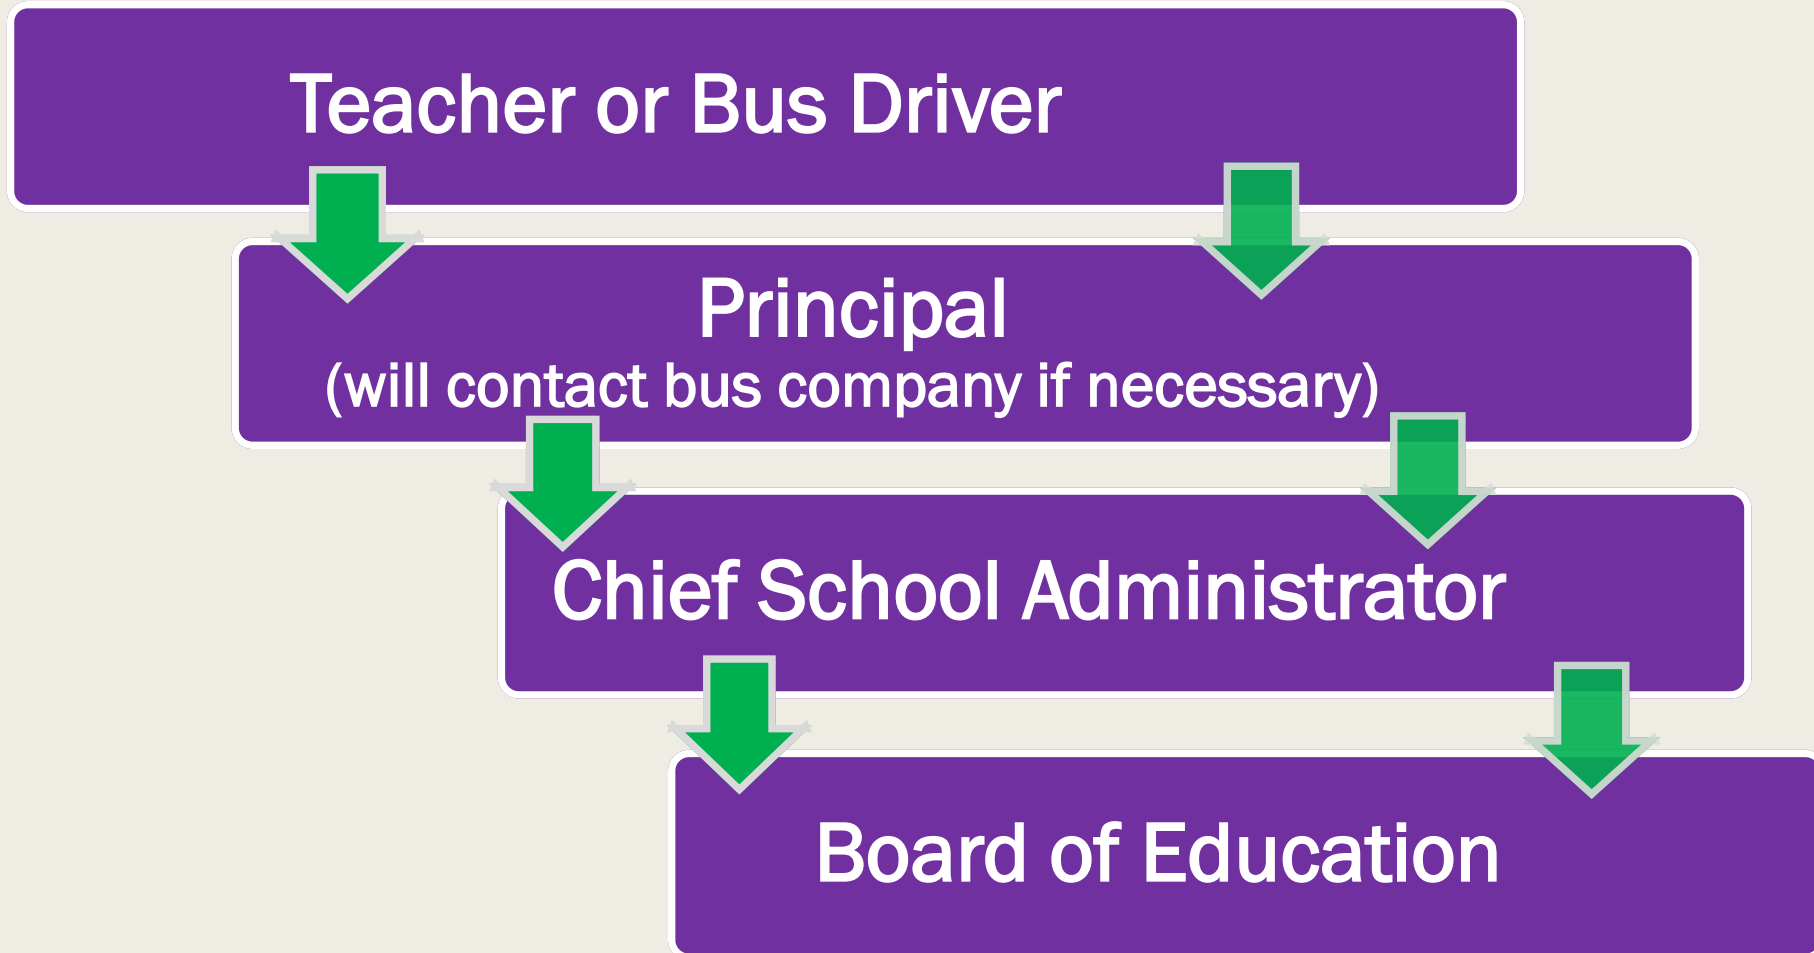 Teacher or Bus Driver
Principal
(will contact bus company if necessary)
Chief School Administrator
Board of Education